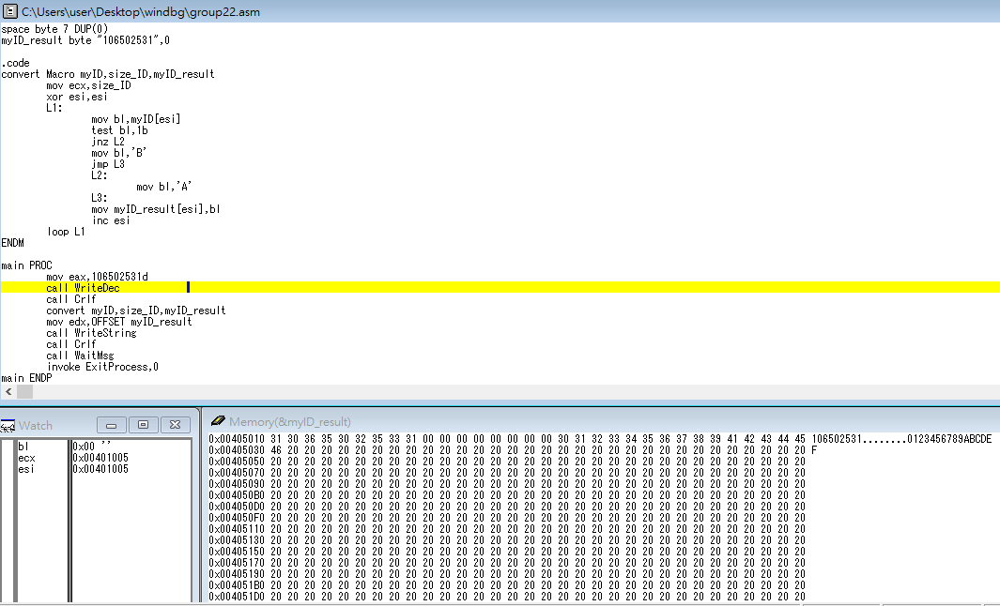 C:\Users\user\Desktop\windbg\group22.asm
space byte 7 DUP(0)
myID_result byte "106502531",0
.code
convert Macro myID,size_ID,myID_result
mov ecx,size_ID
xor esi,esi
L1:
mov bl,myID[esi]
test bl,1b
jnz L2
mov bl,'B'
jmp L3
L2:
mov bl,'A'
L3:
mov myID_result[esi],bl
inc esi
loop L1
ENDM
main PROC
mov eax,106502531d
call WriteDec
call Crlf
convert myID,size_ID,myID_result
mov edx,OFFSET myID_result
call WriteString
call Crlf
call WaitMsg
invoke ExitProcess,0
main ENDP
Watch
bl 0x00 ''
ecx 0x00401005
esi 0x00401005
Memory(&myID_result)
0x00405010 31 30 36 35 30 32 35 33 31 00 00 00 00 00 00 00 00 30 31 32 33 34 35 36 37 38 39 41 42 43 44 45 106502531........0123456789ABCDE
0x00405030 46 20 20 20 20 20 20 20 20 20 20 20 20 20 20 20 20 20 20 20 20 20 20 20 20 20 20 20 20 20 20 20 F
0x00405050 20 20 20 20 20 20 20 20 20 20 20 20 20 20 20 20 20 20 20 20 20 20 20 20 20 20 20 20 20 20 20 20
0x00405070 20 20 20 20 20 20 20 20 20 20 20 20 20 20 20 20 20 20 20 20 20 20 20 20 20 20 20 20 20 20 20 20
0x00405090 20 20 20 20 20 20 20 20 20 20 20 20 20 20 20 20 20 20 20 20 20 20 20 20 20 20 20 20 20 20 20 20
0x004050B0 20 20 20 20 20 20 20 20 20 20 20 20 20 20 20 20 20 20 20 20 20 20 20 20 20 20 20 20 20 20 20 20
0x004050D0 20 20 20 20 20 20 20 20 20 20 20 20 20 20 20 20 20 20 20 20 20 20 20 20 20 20 20 20 20 20 20 20
0x004050F0 20 20 20 20 20 20 20 20 20 20 20 20 20 20 20 20 20 20 20 20 20 20 20 20 20 20 20 20 20 20 20 20
0x00405110 20 20 20 20 20 20 20 20 20 20 20 20 20 20 20 20 20 20 20 20 20 20 20 20 20 20 20 20 20 20 20 20
0x00405130 20 20 20 20 20 20 20 20 20 20 20 20 20 20 20 20 20 20 20 20 20 20 20 20 20 20 20 20 20 20 20 20
0x00405150 20 20 20 20 20 20 20 20 20 20 20 20 20 20 20 20 20 20 20 20 20 20 20 20 20 20 20 20 20 20 20 20
0x00405170 20 20 20 20 20 20 20 20 20 20 20 20 20 20 20 20 20 20 20 20 20 20 20 20 20 20 20 20 20 20 20 20
0x00405190 20 20 20 20 20 20 20 20 20 20 20 20 20 20 20 20 20 20 20 20 20 20 20 20 20 20 20 20 20 20 20 20
0x004051B0 20 20 20 20 20 20 20 20 20 20 20 20 20 20 20 20 20 20 20 20 20 20 20 20 20 20 20 20 20 20 20 20
0x004051D0 20 20 20 20 20 20 20 20 20 20 20 20 20 20 20 20 20 20 20 20 20 20 20 20 20 20 20 20 20 20 20 20